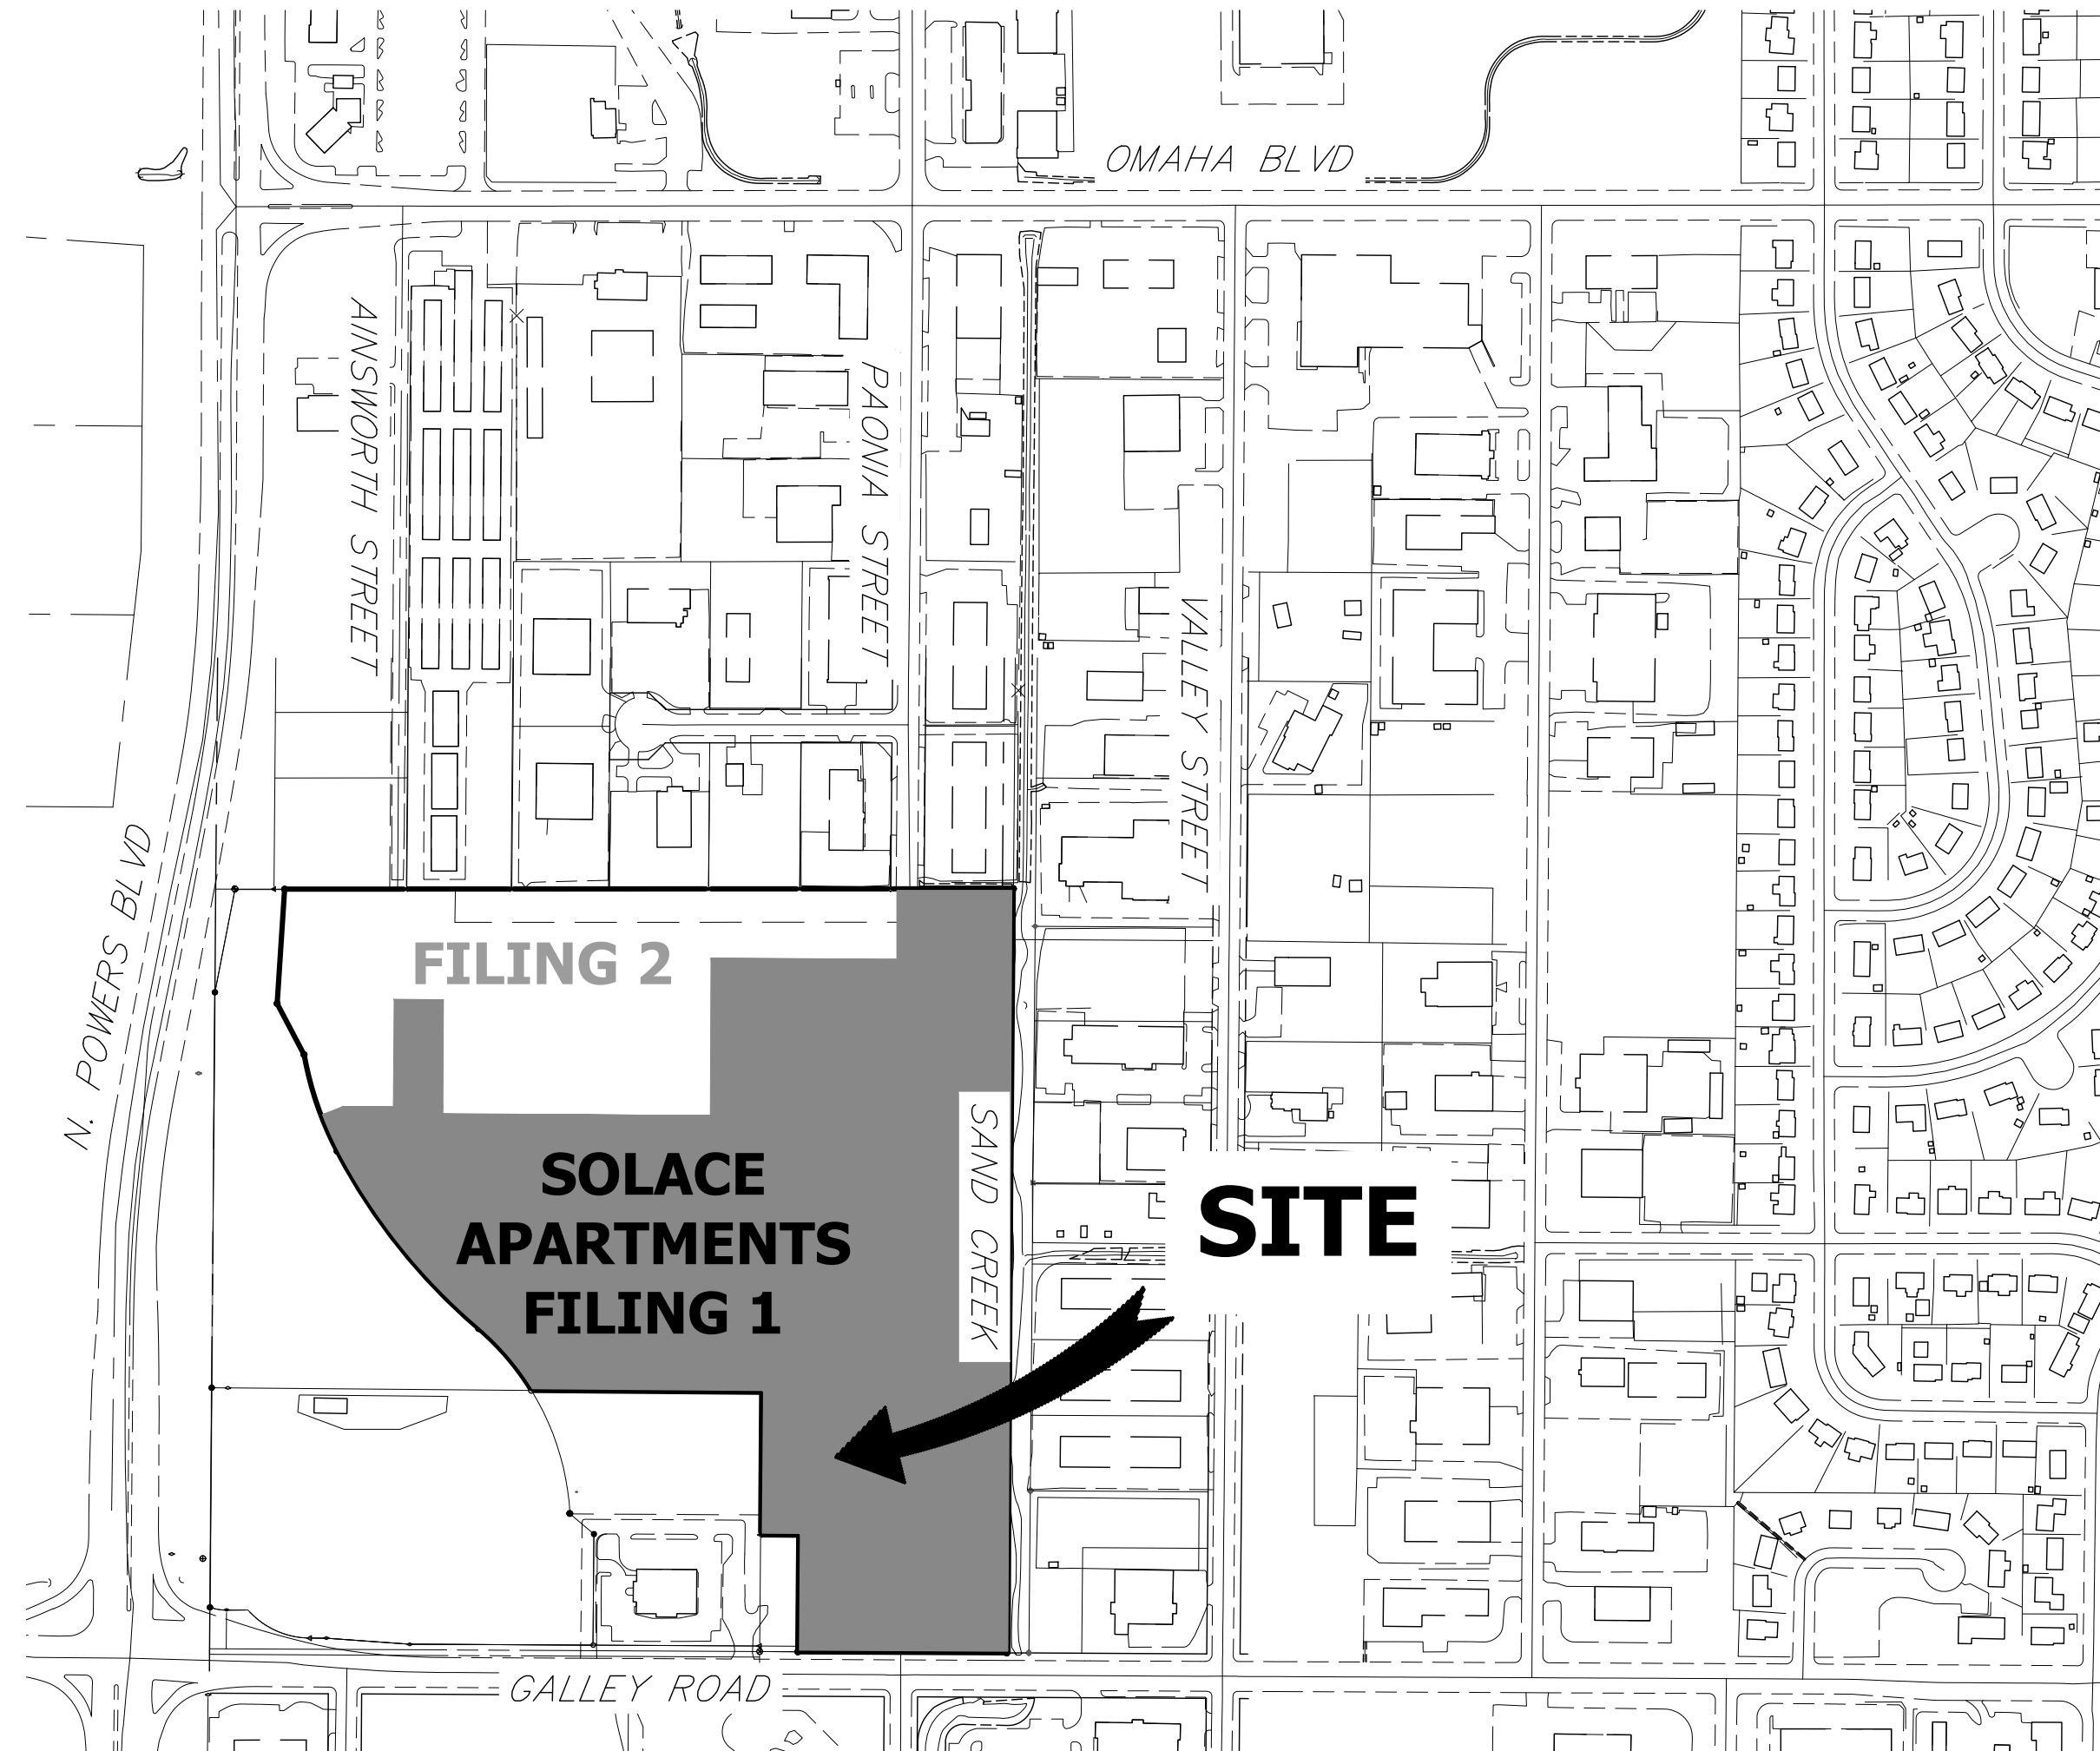 OMAHA BLVD
AINSWORTH STREET
PAONIA STREET
VALLEY STREET
N. POWERS BLVD
FILING 2
SOLACE
APARTMENTS
FILING 1
SAND CREEK
SITE
GALLEY ROAD